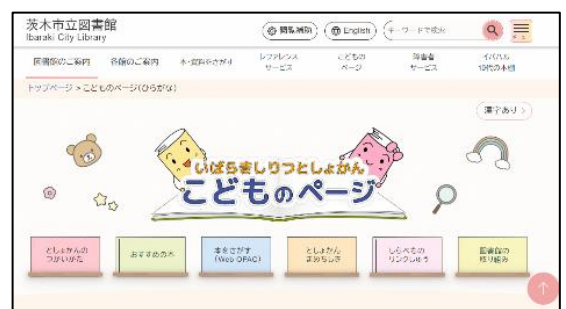 茨木市立図書館
Ibaraki City Library
閲覧補助
English
キーワードで検索
図書館のご案内
各館のご案内
本・資料をさがす
レファレンス
サービス
こどもの
ページ
障害者
サービス
イバハル
10代の本棚
トップページ > こどものページ(ひらがな)
漢字あり >
いばらきしりつとしょかん
こどものページ
としょかんの
つかいかた
おすすめの本
本をさがす
(Web OPAC)
としょかん
まめちしき
しらべもの
リンクしゅう
図書館の
取り組み